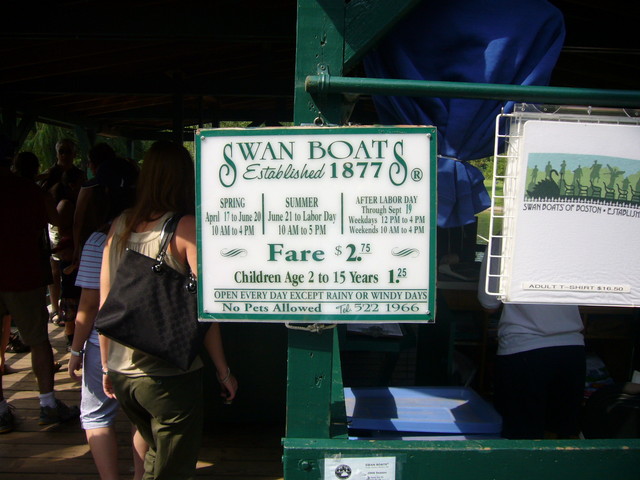 SWAN BOATS®
Established 1877
SPRING
April 17 to June 20
10 AM to 4 PM
SUMMER
June 21 to Labor Day
10 AM to 5 PM
AFTER LABOR DAY
Through Sept 19
Weekdays 12 PM to 4 PM
Weekends 10 AM to 4 PM
Fare $2.75
Children Age 2 to 15 Years 1.25
OPEN EVERY DAY EXCEPT RAINY OR WINDY DAYS
No Pets Allowed Tel. 522 1966
SWAN BOATS OF BOSTON • ESTABLISH
ADULT T-SHIRT $16.50
SWAN BOATS